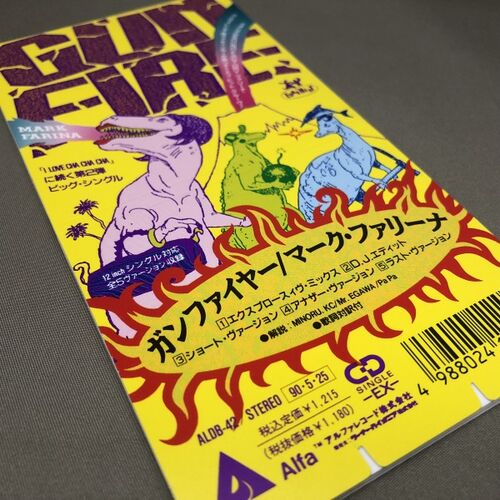 GUN
FIRE
MARK
FARINA
「I LOVE CHA CHA CHA」
に続く第2弾
ビッグ・シングル
12 inch シングル対応
全5ヴァージョン収録
ガンファイヤー/マーク・ファリーナ
1エクスプロースィヴ・ミックス 2D.J.エディット
3ショート・ヴァージョン 4アナザー・ヴァージョン 5ラスト・ヴァージョン
●解説:MINORU, KC/Mr. EGAWA/PaPa
●歌詞対訳付
ALDB-42 STEREO 90・5・25
税込定価¥1,215
(税抜価格¥1,180)
CD
SINGLE
-EX-
4 988024
Alfa
TM アルファレコード株式会社